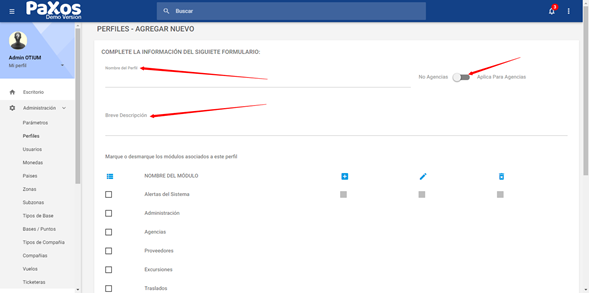 PaXos
Demo Version
Buscar
3
Admin OTIUM
Mi perfil
Escritorio
Administración
Parámetros
Perfiles
Usuarios
Monedas
Paises
Zonas
Subzonas
Tipos de Base
Bases / Puntos
Tipos de Compañia
Compañias
Vuelos
Ticketeras
PERFILES - AGREGAR NUEVO
COMPLETE LA INFORMACIÓN DEL SIGUIETE FORMULARIO:
Nombre del Perfil
No Agencias Aplica Para Agencias
Breve Descripción
Marque o desmarque los módulos asociados a este perfil
NOMBRE DEL MÓDULO
Alertas del Sistema
Administración
Agencias
Proveedores
Excursiones
Traslados